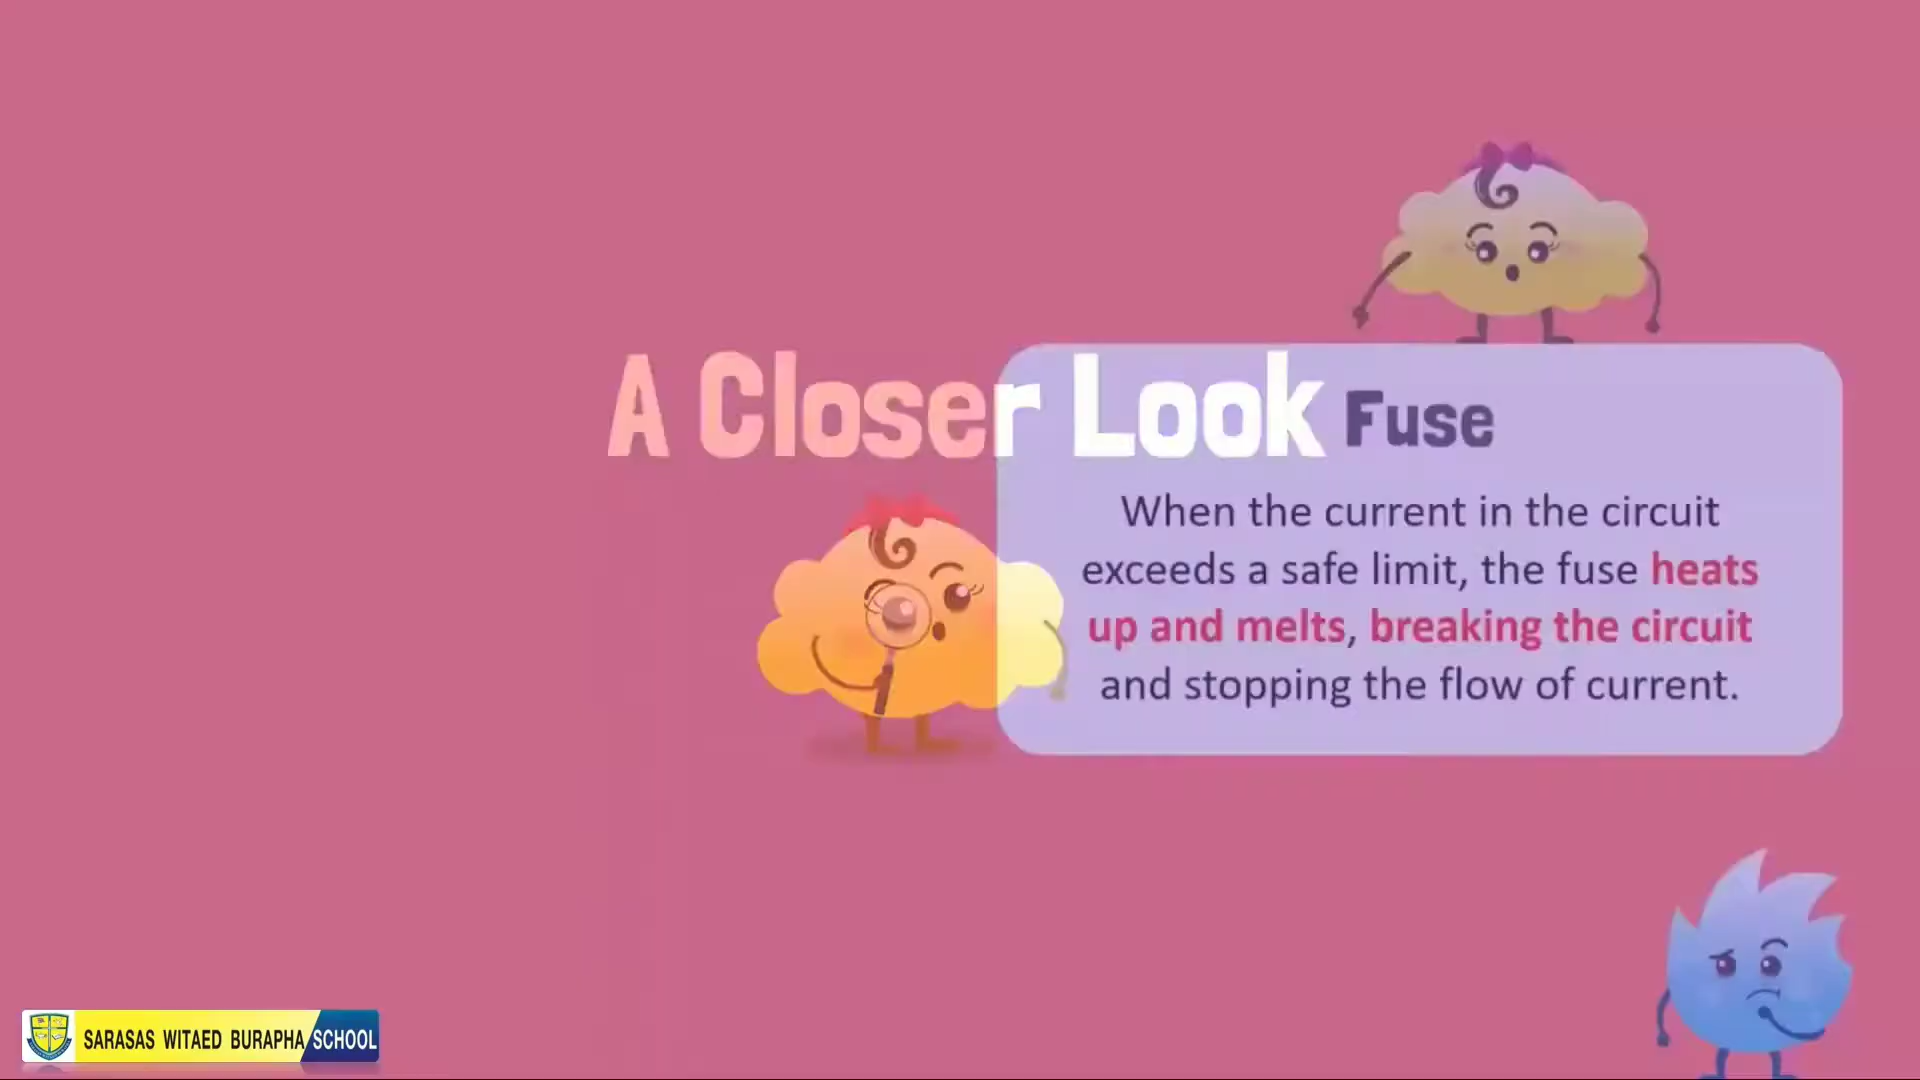 A Closer Look
Fuse
When the current in the circuit
exceeds a safe limit, the fuse heats
up and melts, breaking the circuit
and stopping the flow of current.
SARASAS WITAED BURAPHA SCHOOL